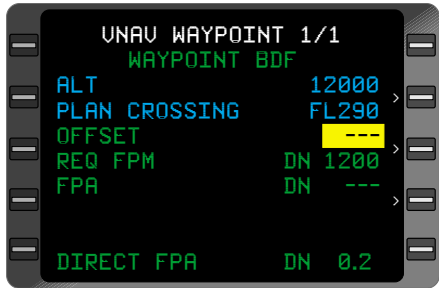 VNAV WAYPOINT 1/1
WAYPOINT BDF
ALT 12000
PLAN CROSSING FL290
OFFSET ---
REQ FPM DN 1200
FPA DN ---
DIRECT FPA DN 0.2